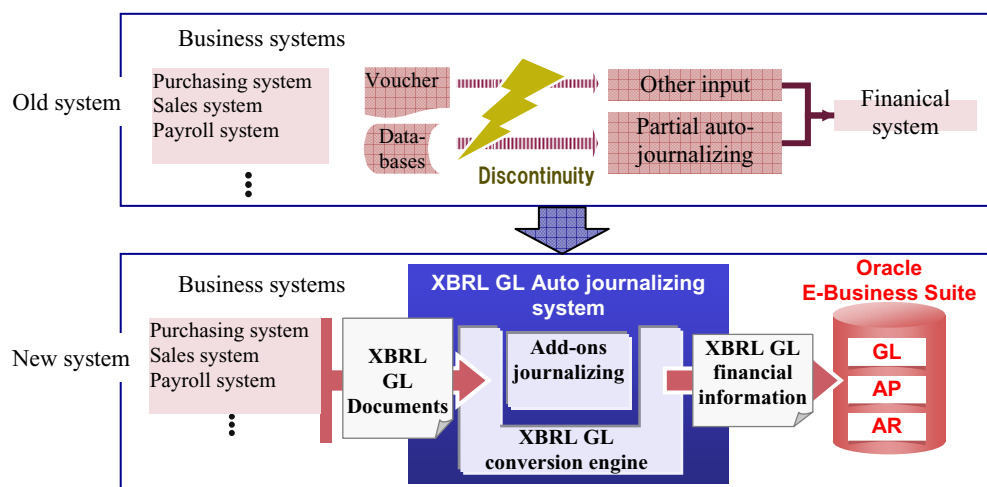 Old system
Business systems
Purchasing system
Sales system
Payroll system
Voucher
Data-
bases
Discontinuity
Other input
Partial auto-
journalizing
Finanical
system
New system
Business systems
Purchasing system
Sales system
Payroll system
XBRL
GL
Documents
XBRL GL Auto journalizing
system
Add-ons
journalizing
XBRL GL
conversion engine
XBRL GL
financial
information
Oracle
E-Business Suite
GL
AP
AR